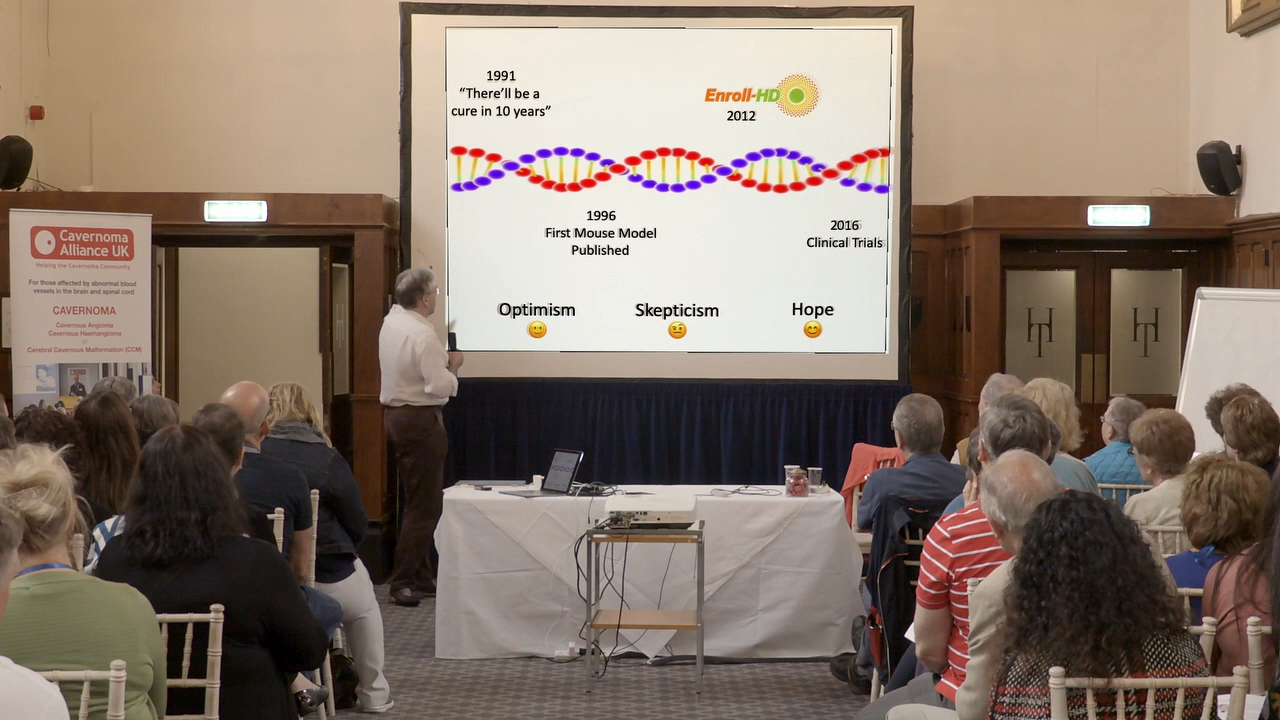 1991
“There’ll be a
cure in 10 years”
Enroll-HD
2012
1996
First Mouse Model
Published
2016
Clinical Trials
Optimism
Skepticism
Hope
Cavernoma
Alliance UK
Helping the Cavernoma Community
For those affected by abnormal blood
vessels in the brain and spinal cord
CAVERNOMA
Cavernous Angioma
Cavernous Haemangioma
Cerebral Cavernous Malformation (CCM)
HT
HT